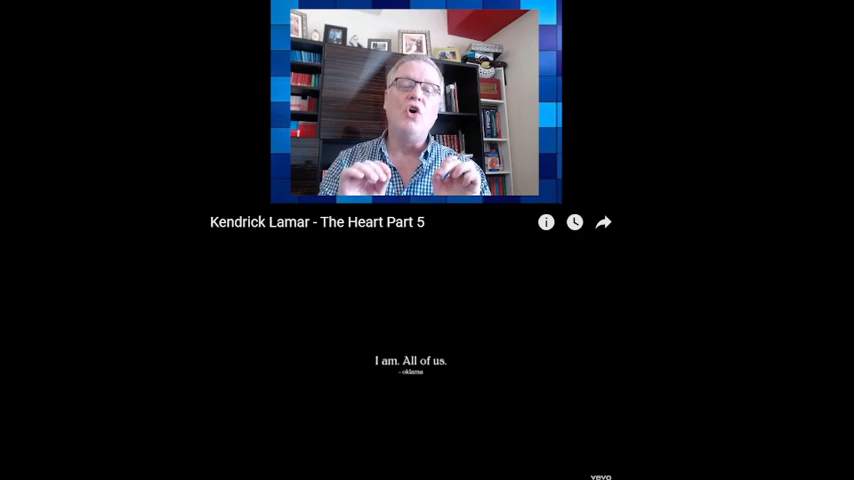 Kendrick Lamar - The Heart Part 5
I am. All of us.
- oklama
vevo